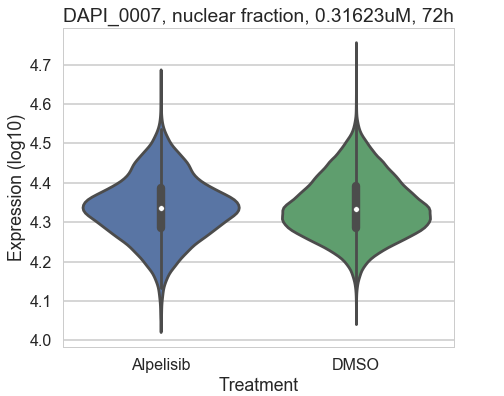 DAPI_0007, nuclear fraction, 0.31623uM, 72h
Expression (log10)
4.7
4.6
4.5
4.4
4.3
4.2
4.1
4.0
Alpelisib
DMSO
Treatment